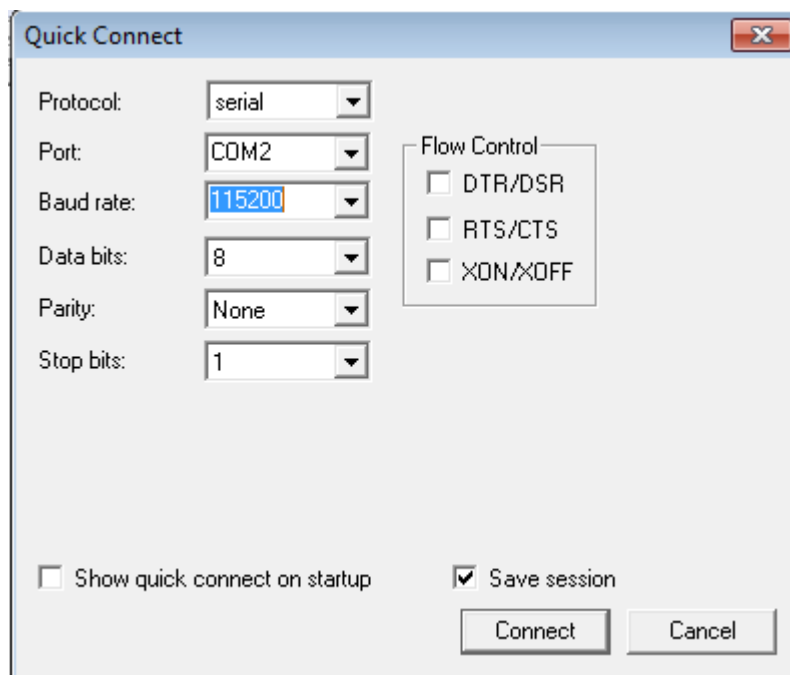 Quick Connect
Protocol: serial
Port: COM2
Baud rate: 115200
Data bits: 8
Parity: None
Stop bits: 1
Flow Control
DTR/DSR
RTS/CTS
XON/XOFF
Show quick connect on startup
Save session
Connect
Cancel